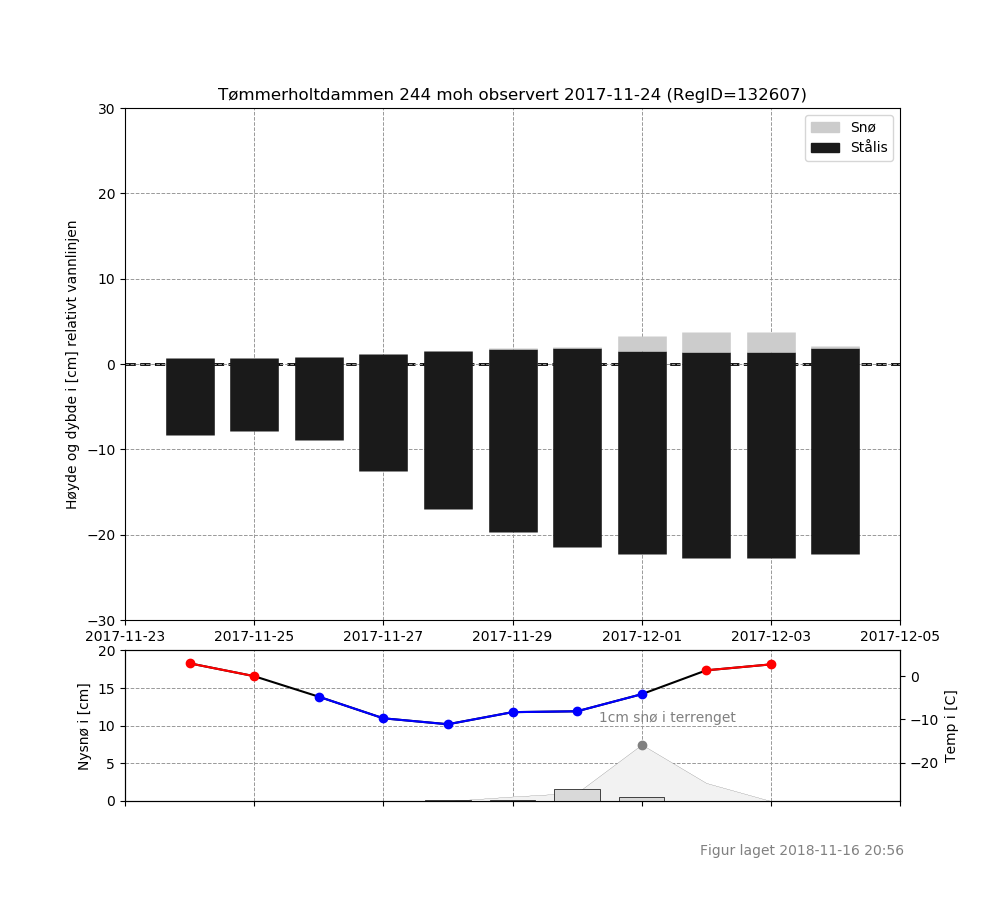 Tømmerholtdammen 244 moh observert 2017-11-24 (RegID=132607)
Snø
Stålis
Høyde og dybde i [cm] relativt vannlinjen
30
20
10
0
−10
−20
−30
2017-11-23
2017-11-25
2017-11-27
2017-11-29
2017-12-01
2017-12-03
2017-12-05
Nysnø i [cm]
20
15
10
5
0
1cm snø i terrenget
0
−10
−20
Temp i [C]
Figur laget 2018-11-16 20:56